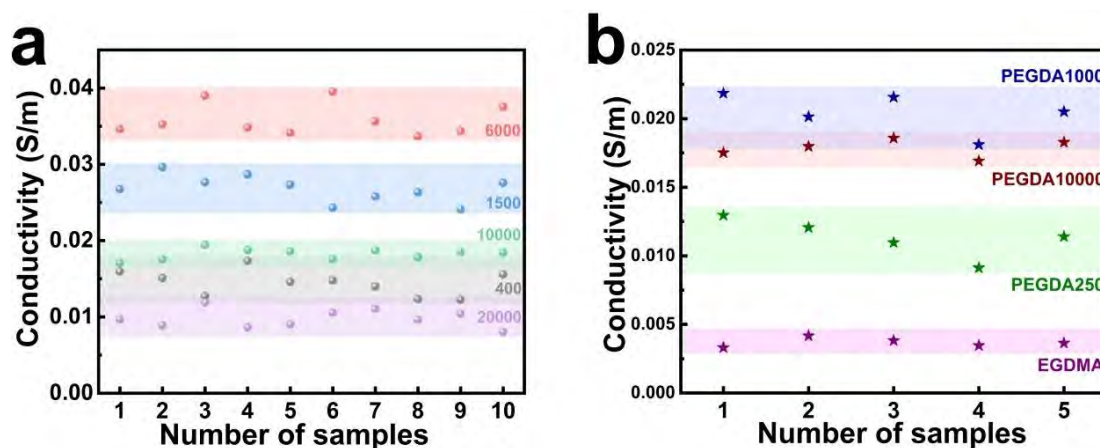 a
Conductivity (S/m)
0.04
0.03
0.02
0.01
0.00
6000
1500
10000
400
20000
1 2 3 4 5 6 7 8 9 10
Number of samples
b
Conductivity (S/m)
0.025
0.020
0.015
0.010
0.005
0.000
PEGDA1000
PEGDA10000
PEGDA250
EGDMA
1 2 3 4 5
Number of samples